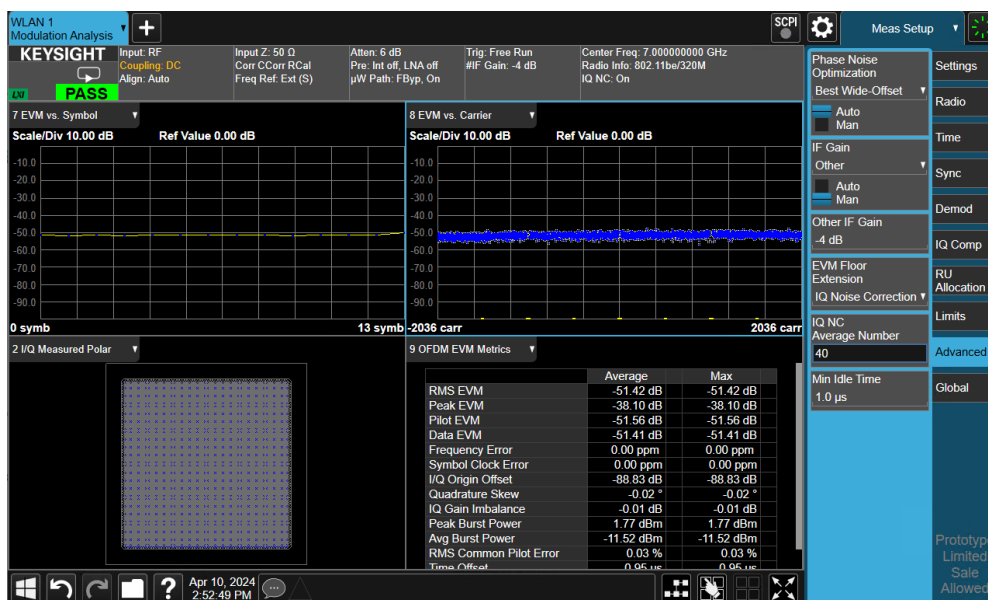 WLAN 1
Modulation Analysis
SCPI
Meas Setup
KEYSIGHT
LXI
PASS
Input: RF
Coupling: DC
Align: Auto
Input Z: 50 Ω
Corr CCorr RCal
Freq Ref: Ext (S)
Atten: 6 dB
Pre: Int off, LNA off
µW Path: FByp, On
Trig: Free Run
#IF Gain: -4 dB
Center Freq: 7.000000000 GHz
Radio Info: 802.11be/320M
IQ NC: On
7 EVM vs. Symbol
Scale/Div 10.00 dB Ref Value 0.00 dB
-10.0
-20.0
-30.0
-40.0
-50.0
-60.0
-70.0
-80.0
-90.0
0 symb 13 symb
8 EVM vs. Carrier
Scale/Div 10.00 dB Ref Value 0.00 dB
-10.0
-20.0
-30.0
-40.0
-50.0
-60.0
-70.0
-80.0
-90.0
-2036 carr 2036 carr
2 I/Q Measured Polar
9 OFDM EVM Metrics
Average Max
RMS EVM -51.42 dB -51.42 dB
Peak EVM -38.10 dB -38.10 dB
Pilot EVM -51.56 dB -51.56 dB
Data EVM -51.41 dB -51.41 dB
Frequency Error 0.00 ppm 0.00 ppm
Symbol Clock Error 0.00 ppm 0.00 ppm
I/Q Origin Offset -88.83 dB -88.83 dB
Quadrature Skew -0.02 ° -0.02 °
IQ Gain Imbalance -0.01 dB -0.01 dB
Peak Burst Power 1.77 dBm 1.77 dBm
Avg Burst Power -11.52 dBm -11.52 dBm
RMS Common Pilot Error 0.03 % 0.03 %
Time Offset 0.95 us 0.95 us
Phase Noise
Optimization
Best Wide-Offset
Auto
Man
IF Gain
Other
Auto
Man
Other IF Gain
-4 dB
EVM Floor
Extension
IQ Noise Correction
IQ NC
Average Number
40
Min Idle Time
1.0 µs
Settings
Radio
Time
Sync
Demod
IQ Comp
RU
Allocation
Limits
Advanced
Global
Prototype
Limited
Sale
Allowed
?
Apr 10, 2024
2:52:49 PM